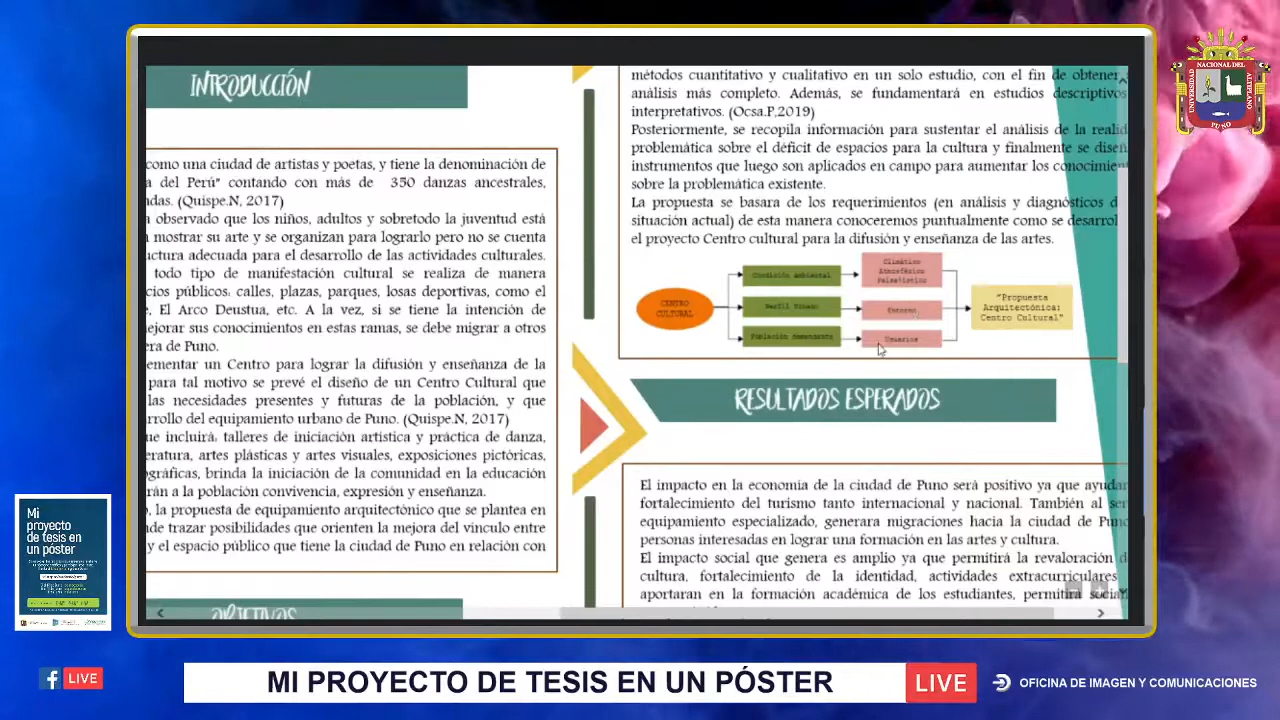 INTRODUCCIÓN
como una ciudad de artistas y poetas, y tiene la denominación de
a del Perú" contando con más de 350 danzas ancestrales,
ndas. (Quispe.N, 2017)
observado que los niños, adultos y sobretodo la juventud está
mostrar su arte y se organizan para lograrlo pero no se cuenta
uctura adecuada para el desarrollo de las actividades culturales.
todo tipo de manifestación cultural se realiza de manera
cios públicos: calles, plazas, parques, losas deportivas, como el
e, El Arco Deustua, etc. A la vez, si se tiene la intención de
nejorar sus conocimientos en estas ramas, se debe migrar a otros
era de Puno.
ementar un Centro para lograr la difusión y enseñanza de la
para tal motivo se prevé el diseño de un Centro Cultural que
las necesidades presentes y futuras de la población, y que
rrollo del equipamiento urbano de Puno. (Quispe.N, 2017)
ue incluirá: talleres de iniciación artística y práctica de danza,
eratura, artes plásticas y artes visuales, exposiciones pictóricas,
ográficas, brinda la iniciación de la comunidad en la educación
rán a la población convivencia, expresión y enseñanza.
o, la propuesta de equipamiento arquitectónico que se plantea en
nde trazar posibilidades que orienten la mejora del vinculo entre
y el espacio público que tiene la ciudad de Puno en relación con
OBJETIVOS
métodos cuantitativo y cualitativo en un solo estudio, con el fin de obtener
análisis más completo. Además, se fundamentará en estudios descriptivos
interpretativos. (Ocsa.P,2019)
Posteriormente, se recopila información para sustentar el análisis de la realid
problemática sobre el déficit de espacios para la cultura y finalmente se diseñ
instrumentos que luego son aplicados en campo para aumentar los conocimient
sobre la problemática existente.
La propuesta se basara de los requerimientos (en análisis y diagnósticos d
situación actual) de esta manera conoceremos puntualmente como se desarrol
el proyecto Centro cultural para la difusión y enseñanza de las artes.
CENTRO
CULTURAL
Condición ambiental
Perfil Urbano
Población demandante
Climático
Atmosférico
Paisajístico
Entorno
Usuarios
"Propuesta
Arquitectónica:
Centro Cultural"
RESULTADOS ESPERADOS
El impacto en la economía de la ciudad de Puno será positivo ya que ayudar
fortalecimiento del turismo tanto internacional y nacional. También al ser
equipamiento especializado, generara migraciones hacia la ciudad de Puno
personas interesadas en lograr una formación en las artes y cultura.
El impacto social que genera es amplio ya que permitirá la revaloración d
cultura, fortalecimiento de la identidad, actividades extracurriculares
aportaran en la formación académica de los estudiantes, permitirá social
UNIVERSIDAD NACIONAL DEL ALTIPLANO
PUNO
Mi
proyecto
de tesis en
un póster
LIVE
MI PROYECTO DE TESIS EN UN PÓSTER
LIVE
OFICINA DE IMAGEN Y COMUNICACIONES